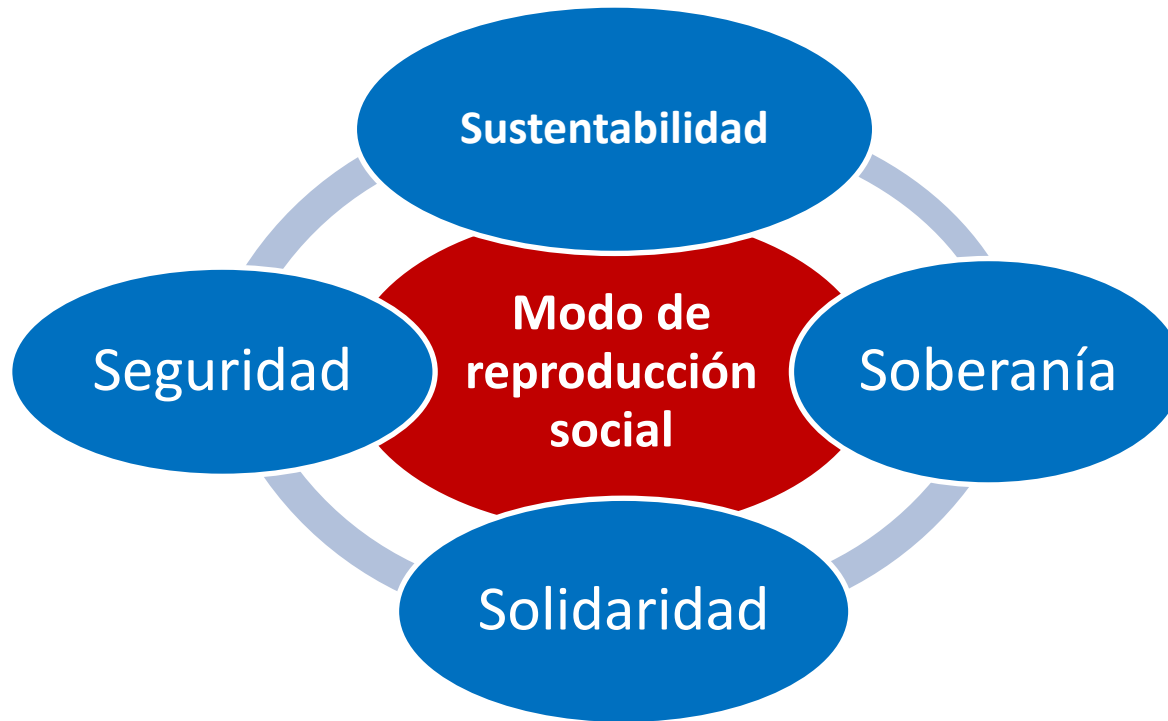 Sustentabilidad
Modo de
reproducción
social
Seguridad
Soberanía
Solidaridad